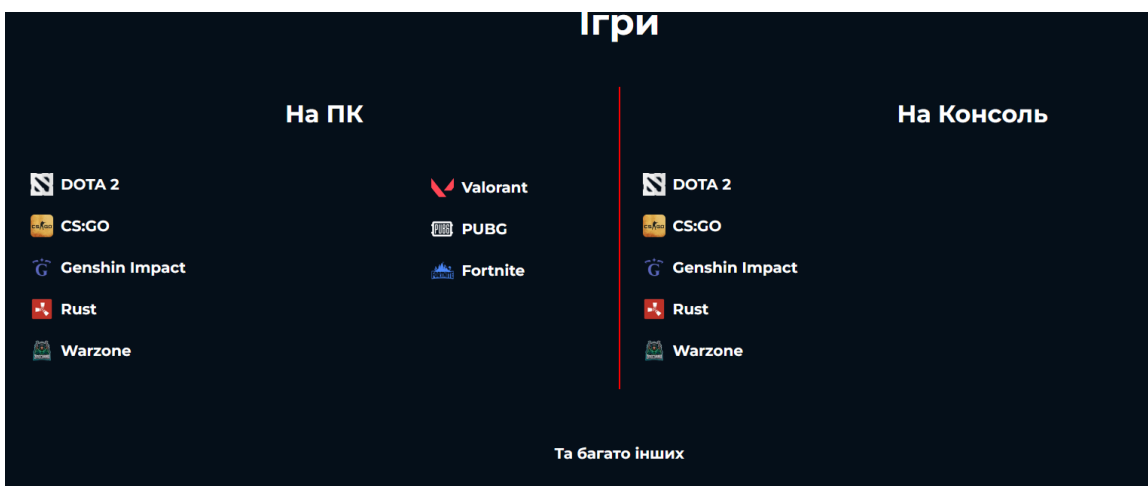 Ігри
На ПК
DOTA 2
CS:GO
Genshin Impact
Rust
Warzone
Valorant
PUBG
Fortnite
На Консоль
DOTA 2
CS:GO
Genshin Impact
Rust
Warzone
Та багато інших